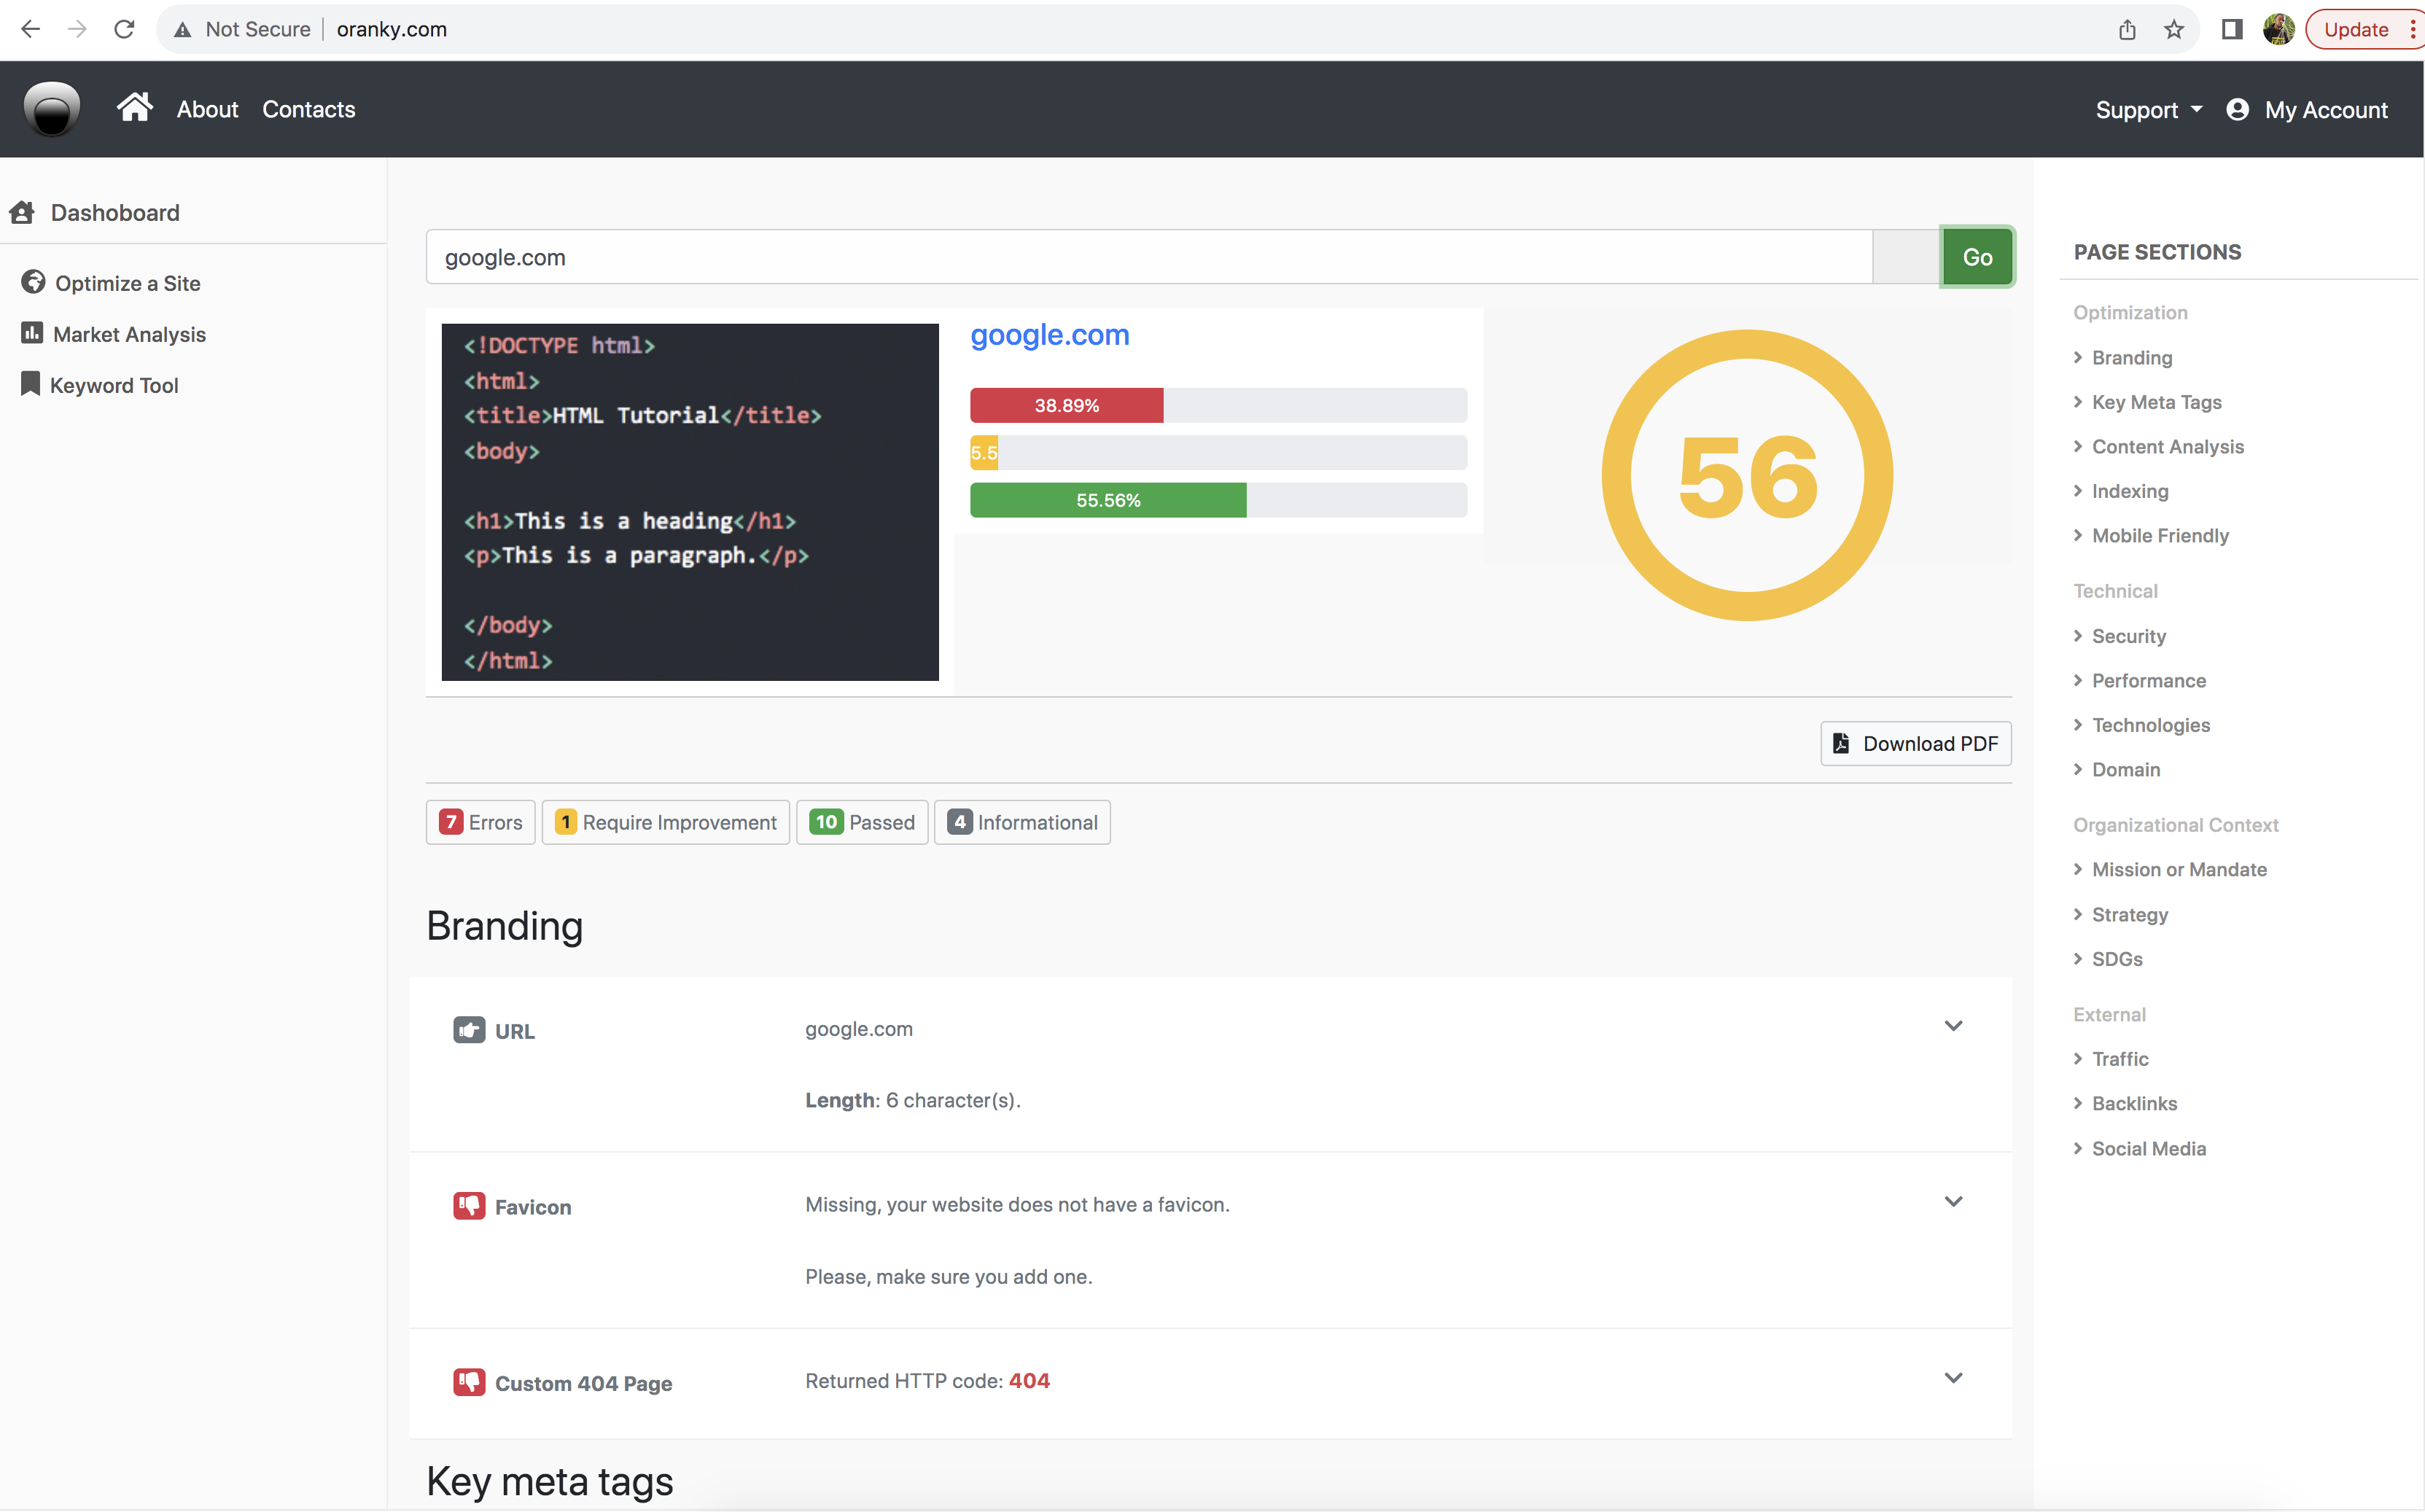 Not Secure | oranky.com
Update
About
Contacts
Support
My Account
Dashoboard
Optimize a Site
Market Analysis
Keyword Tool
google.com
Go
<!DOCTYPE html>
<html>
<title>HTML Tutorial</title>
<body>
<h1>This is a heading</h1>
<p>This is a paragraph.</p>
</body>
</html>
google.com
38.89%
5.5
55.56%
56
Download PDF
7 Errors
1 Require Improvement
10 Passed
4 Informational
Branding
URL
google.com
Length: 6 character(s).
Favicon
Missing, your website does not have a favicon.
Please, make sure you add one.
Custom 404 Page
Returned HTTP code: 404
Key meta tags
PAGE SECTIONS
Optimization
Branding
Key Meta Tags
Content Analysis
Indexing
Mobile Friendly
Technical
Security
Performance
Technologies
Domain
Organizational Context
Mission or Mandate
Strategy
SDGs
External
Traffic
Backlinks
Social Media